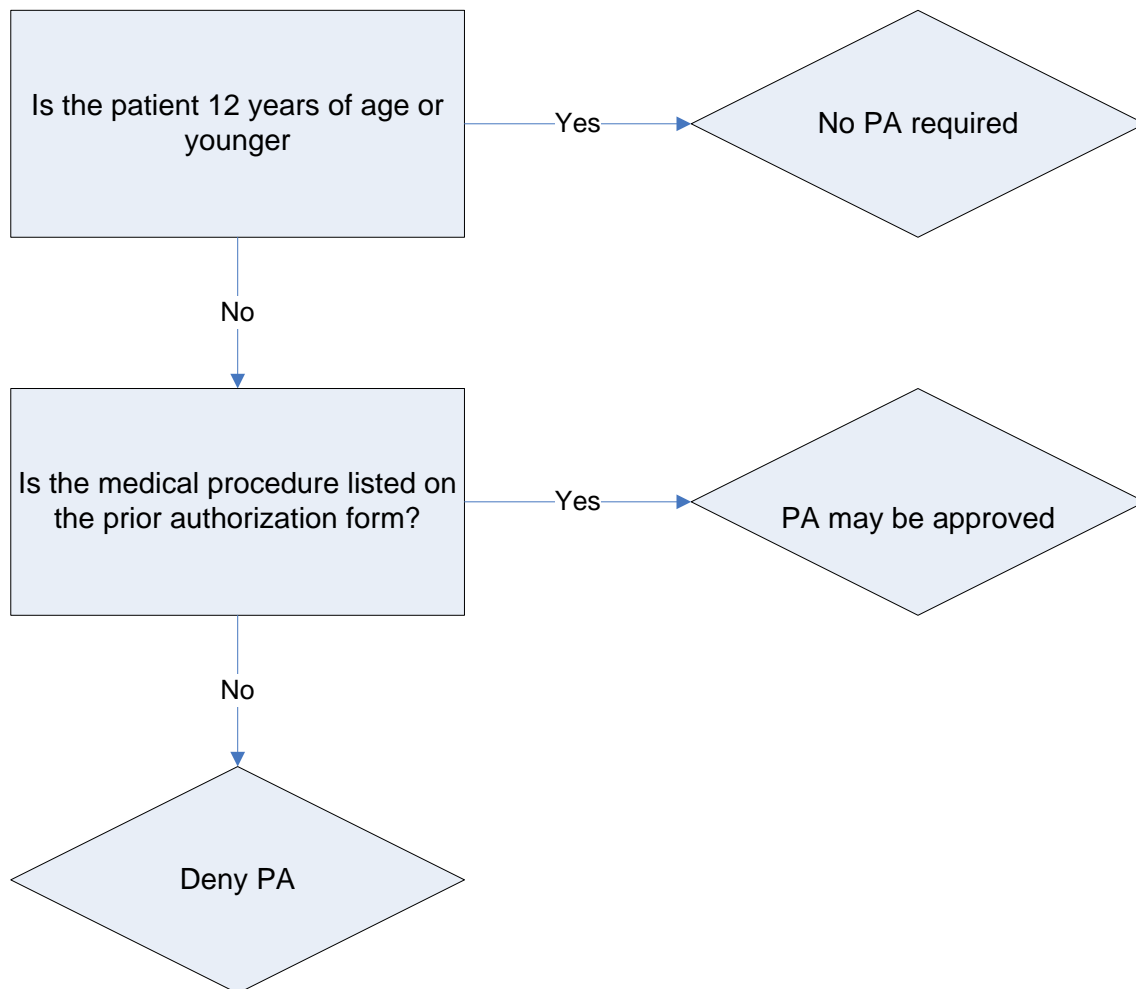 Is the patient 12 years of age or
younger
Yes
No PA required
No
Is the medical procedure listed on
the prior authorization form?
Yes
PA may be approved
No
Deny PA